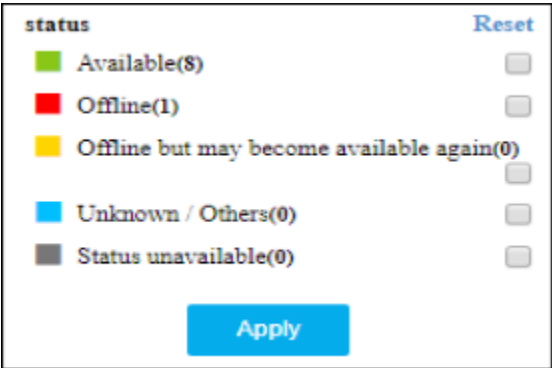 status Reset
Available(8)
Offline(1)
Offline but may become available again(0)
Unknown / Others(0)
Status unavailable(0)
Apply